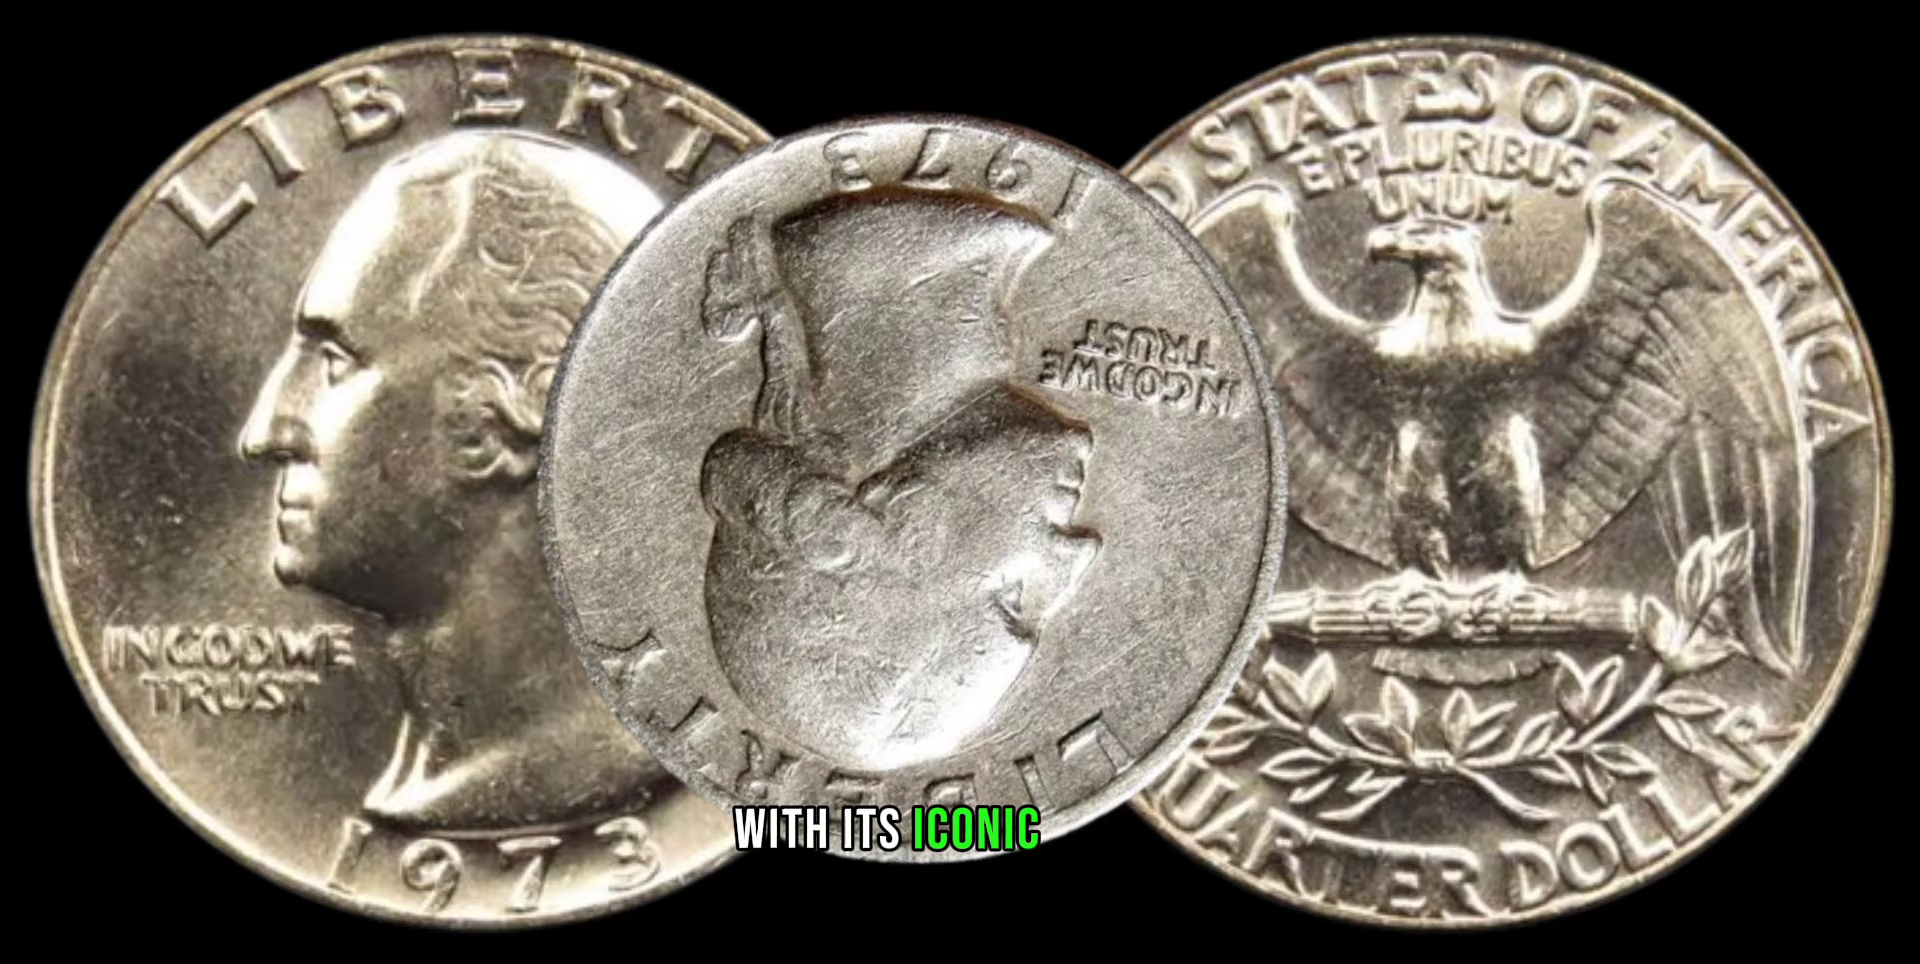 LIBERT
IN GOD WE
TRUST
1973
1973
IN GOD WE
TRUST
LIBERTY
STATES OF AMERICA
E PLURIBUS
UNUM
QUARTER DOLLAR
WITH ITS ICONIC